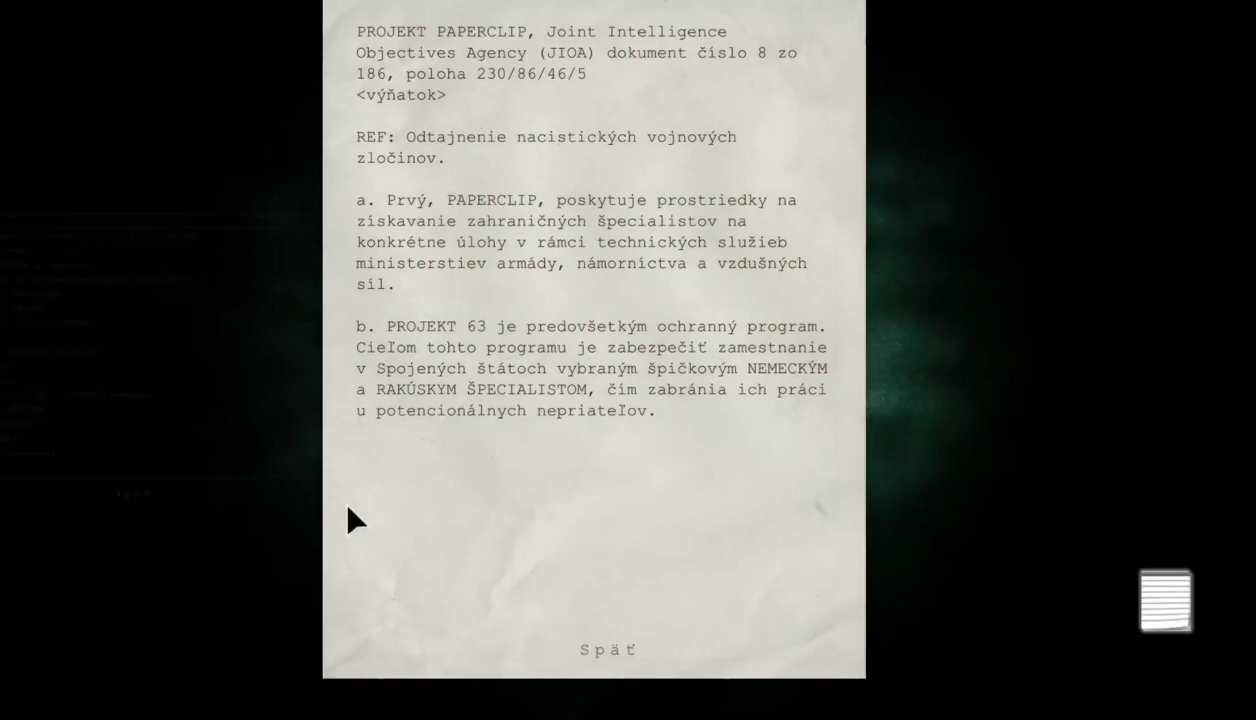 PROJEKT PAPERCLIP, Joint Intelligence
Objectives Agency (JIOA) dokument číslo 8 zo
186, poloha 230/86/46/5
<výňatok>
REF: Odtajnenie nacistických vojnových
zločinov.
a. Prvý, PAPERCLIP, poskytuje prostriedky na
získavanie zahraničných špecialistov na
konkrétne úlohy v rámci technických služieb
ministerstiev armády, námorníctva a vzdušných
síl.
b. PROJEKT 63 je predovšetkým ochranný program.
Cieľom tohto programu je zabezpečiť zamestnanie
v Spojených štátoch vybraným špičkovým NEMECKÝM
a RAKÚSKYM ŠPECIALISTOM, čím zabránia ich práci
u potencionálnych nepriateľov.
Späť